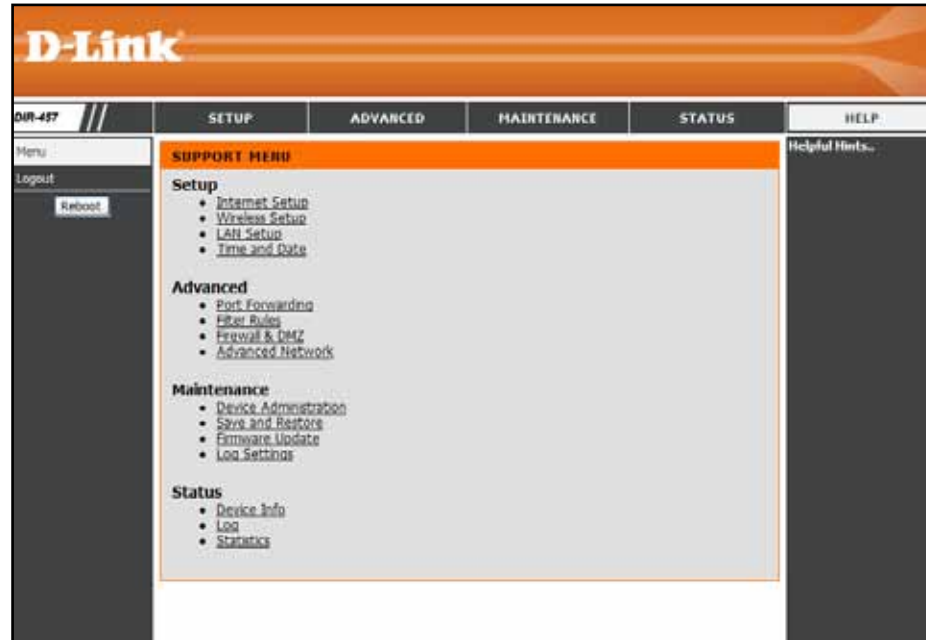 D-Link
DIR-457
SETUP
ADVANCED
MAINTENANCE
STATUS
HELP
Menu
Logout
Reboot
SUPPORT MENU
Setup
Internet Setup
Wireless Setup
LAN Setup
Time and Date
Advanced
Port Forwarding
Filter Rules
Firewall & DMZ
Advanced Network
Maintenance
Device Administration
Save and Restore
Firmware Update
Log Settings
Status
Device Info
Log
Statistics
Helpful Hints..